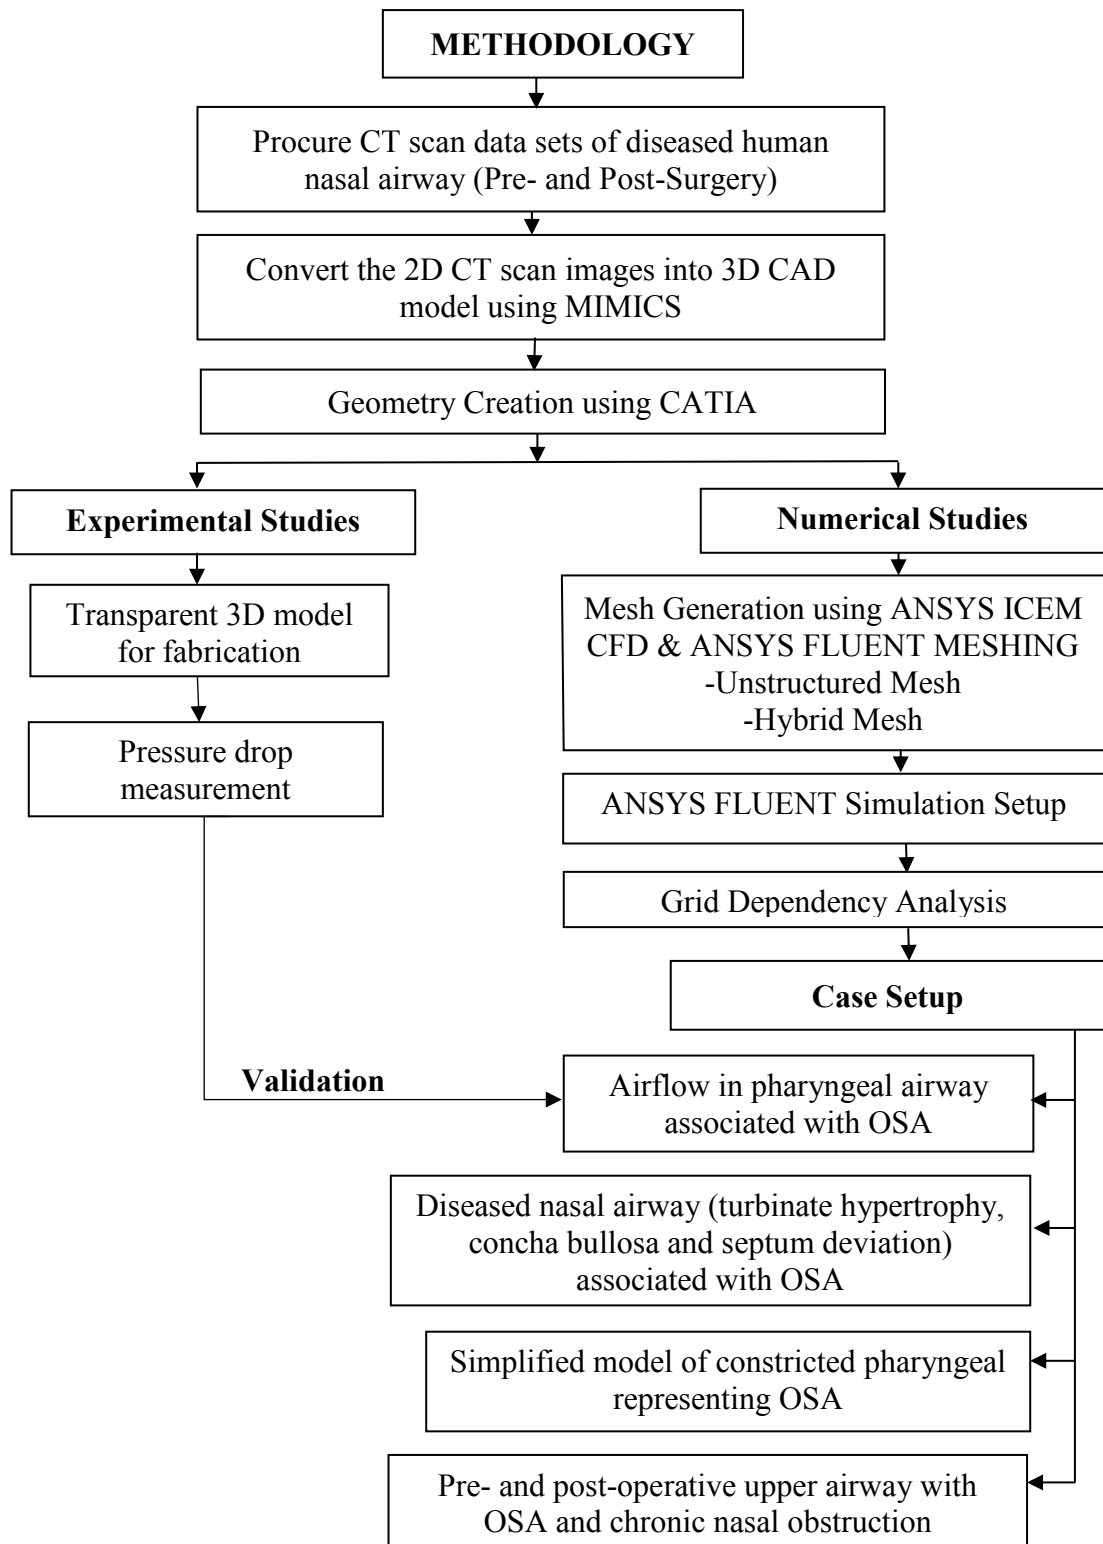 METHODOLOGY
Procure CT scan data sets of diseased human
nasal airway (Pre- and Post-Surgery)
Convert the 2D CT scan images into 3D CAD
model using MIMICS
Geometry Creation using CATIA
Experimental Studies
Transparent 3D model
for fabrication
Pressure drop
measurement
Numerical Studies
Mesh Generation using ANSYS ICEM
CFD & ANSYS FLUENT MESHING
-Unstructured Mesh
-Hybrid Mesh
ANSYS FLUENT Simulation Setup
Grid Dependency Analysis
Case Setup
Validation
Airflow in pharyngeal airway
associated with OSA
Diseased nasal airway (turbinate hypertrophy,
concha bullosa and septum deviation)
associated with OSA
Simplified model of constricted pharyngeal
representing OSA
Pre- and post-operative upper airway with
OSA and chronic nasal obstruction